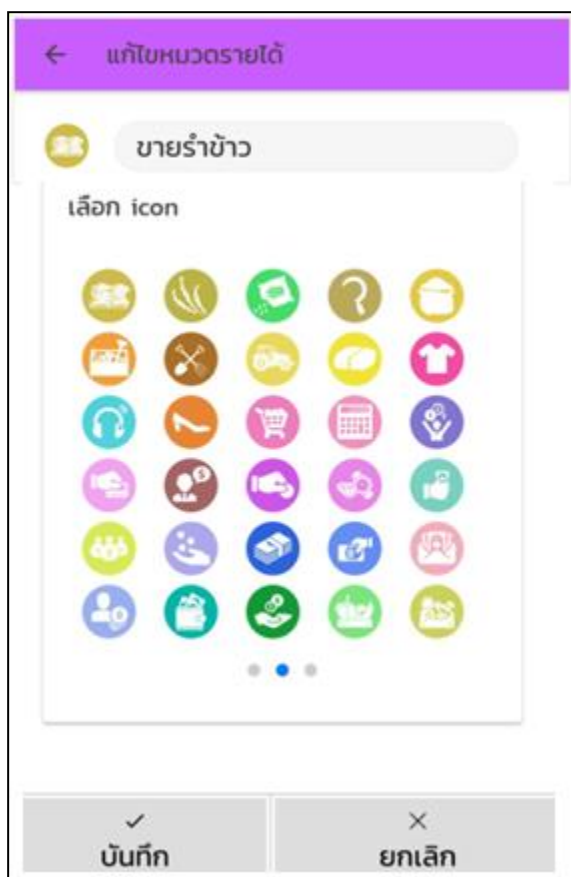 แก้ไขหมวดรายได้
ขายรำข้าว
เลือก icon
บันทึก
ยกเลิก